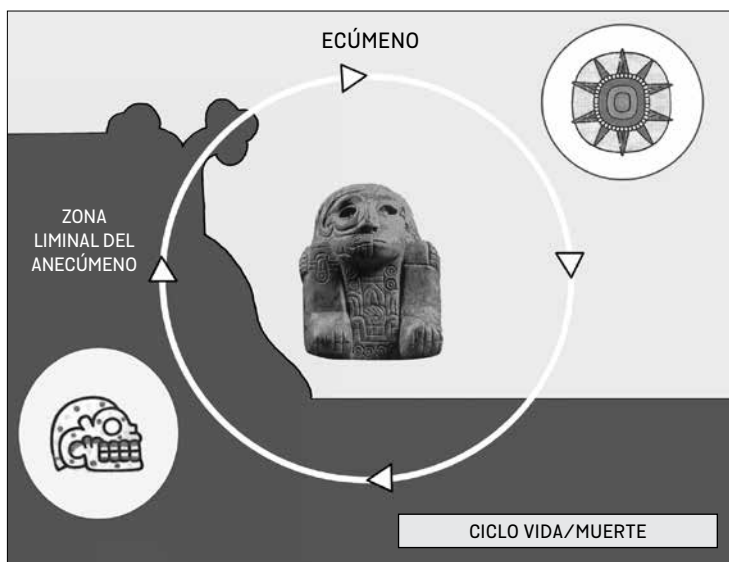 ECÚMENO
ZONA
LIMINAL DEL
ANECÚMENO
CICLO VIDA/MUERTE